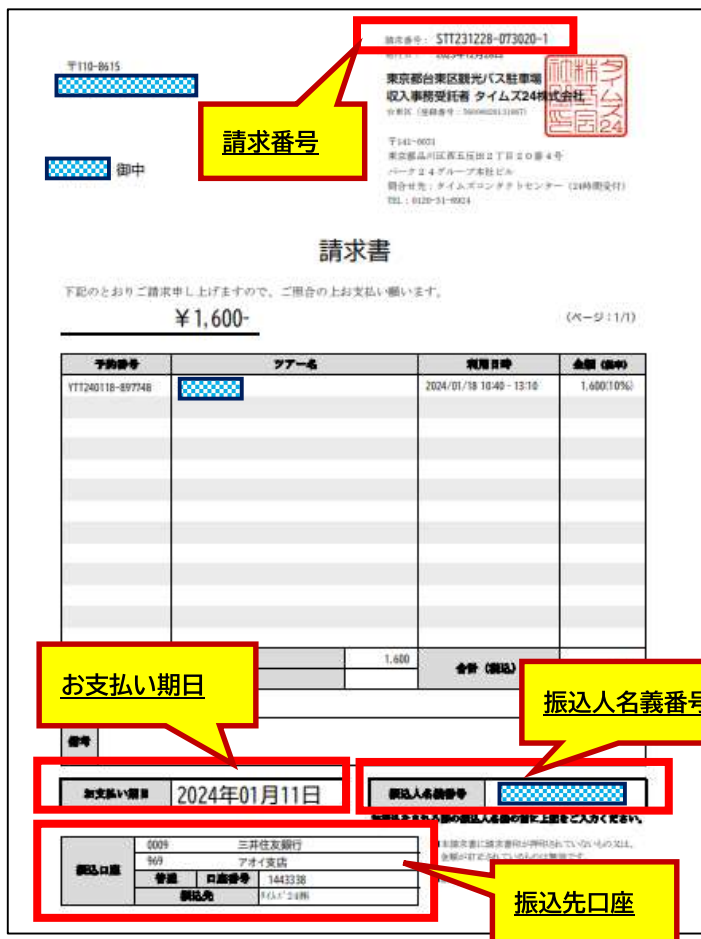 請求番号： STT231228-073020-1
〒110-8615
東京都台東区観光バス駐車場
収入事務受託者 タイムズ24株式会社
請求番号
〒141-0031
東京都品川区西五反田２丁目２０番４号
パーク２４グループ本社ビル
問合せ先：タイムズコンタクトセンター（24時間受付）
TEL：0120-31-8924
御中
請求書
下記のとおりご請求申し上げますので、ご照合の上お支払い願います。
￥1,600-
（ページ：1/1）
予約番号 ツアー名 利用日時 金額（税率）
YTT240118-897748 2024/01/18 10:40 - 13:10 1,600(10%)
1,600 合計（税込）
お支払い期日
振込人名義番号
備考
お支払い期日 2024年01月11日 振込人名義番号
0009 三井住友銀行
969 アオイ支店
振込口座 普通 口座番号 1443338
振込先
振込先口座